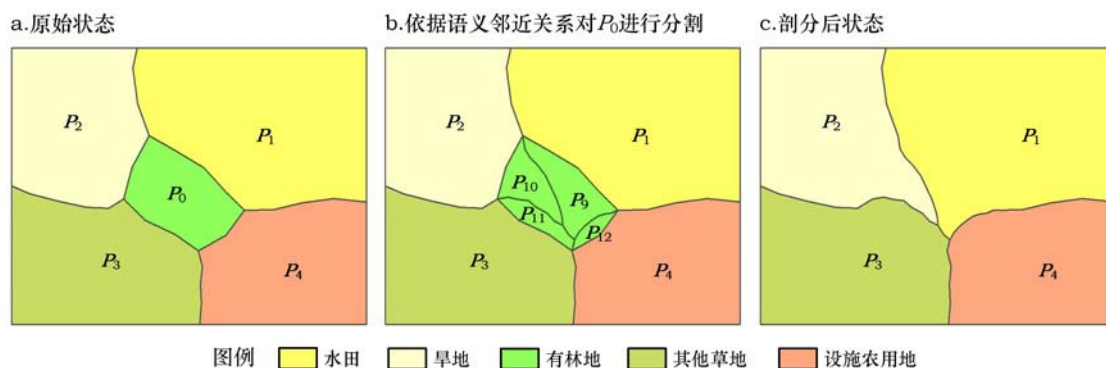 a.原始状态
b.依据语义邻近关系对P0进行分割
c.剖分后状态
P2
P1
P0
P3
P4
P2
P1
P10
P9
P11
P12
P3
P4
P2
P1
P3
P4
图例 水田 旱地 有林地 其他草地 设施农用地